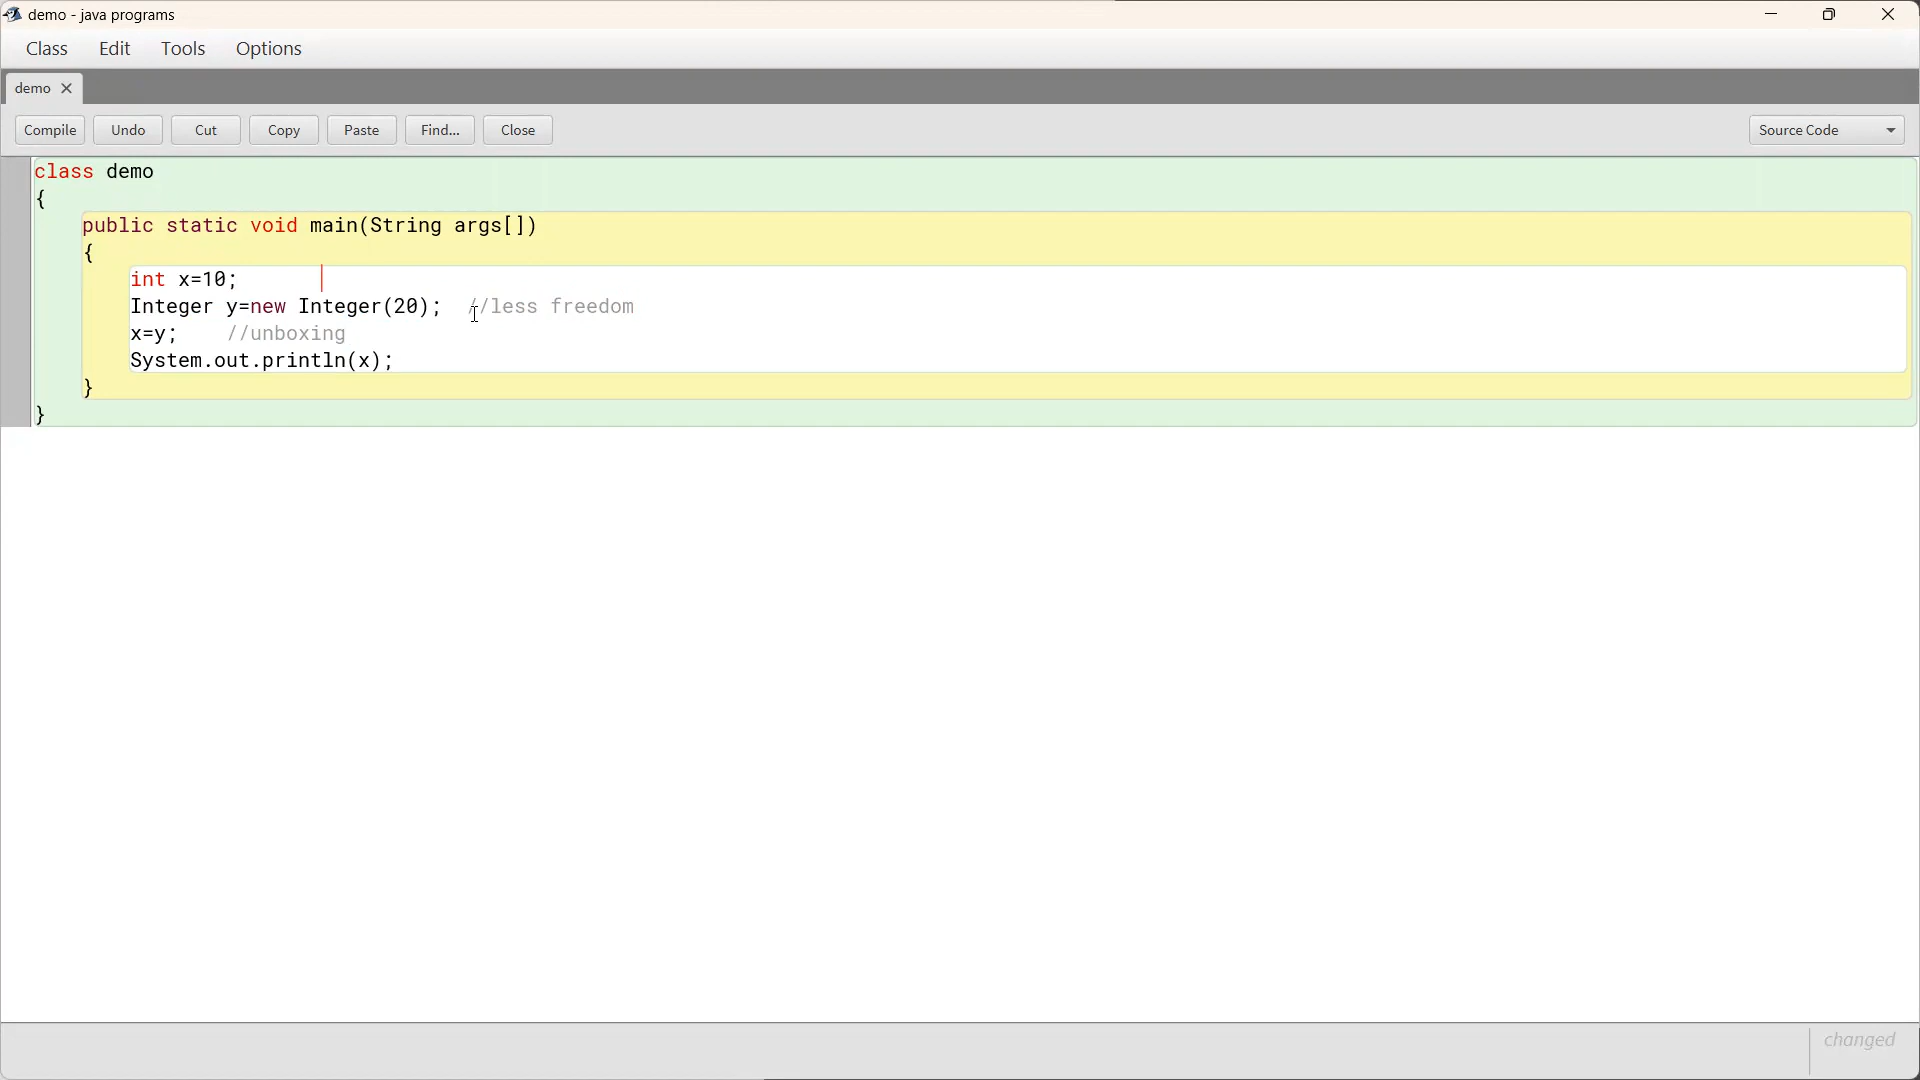 demo - java programs
Class Edit Tools Options
demo
Compile Undo Cut Copy Paste Find... Close Source Code
class demo
{
    public static void main(String args[])
    {
        int x=10;
        Integer y=new Integer(20);  //less freedom
        x=y;    //unboxing
        System.out.println(x);
    }
}
changed